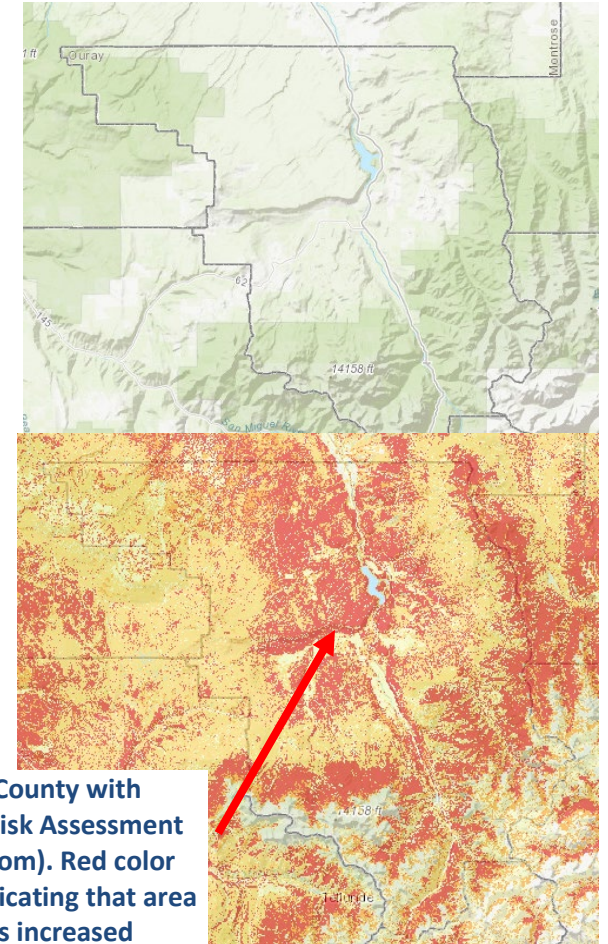 Ouray
Montrose
62
145
14158 ft
San Miguel River
14158 ft
Telluride
County with
isk Assessment
om). Red color
icating that area
s increased